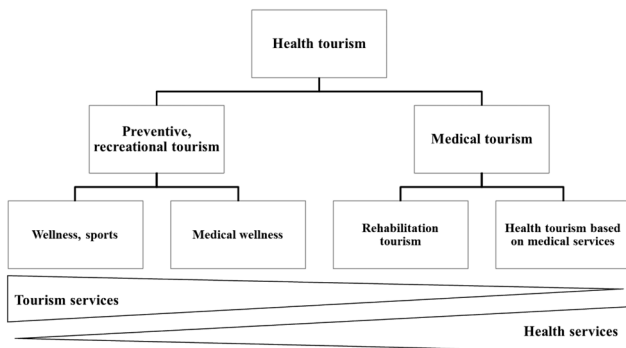 Health tourism
Preventive,
recreational tourism
Medical tourism
Wellness, sports
Medical wellness
Rehabilitation
tourism
Health tourism based
on medical services
Tourism services
Health services